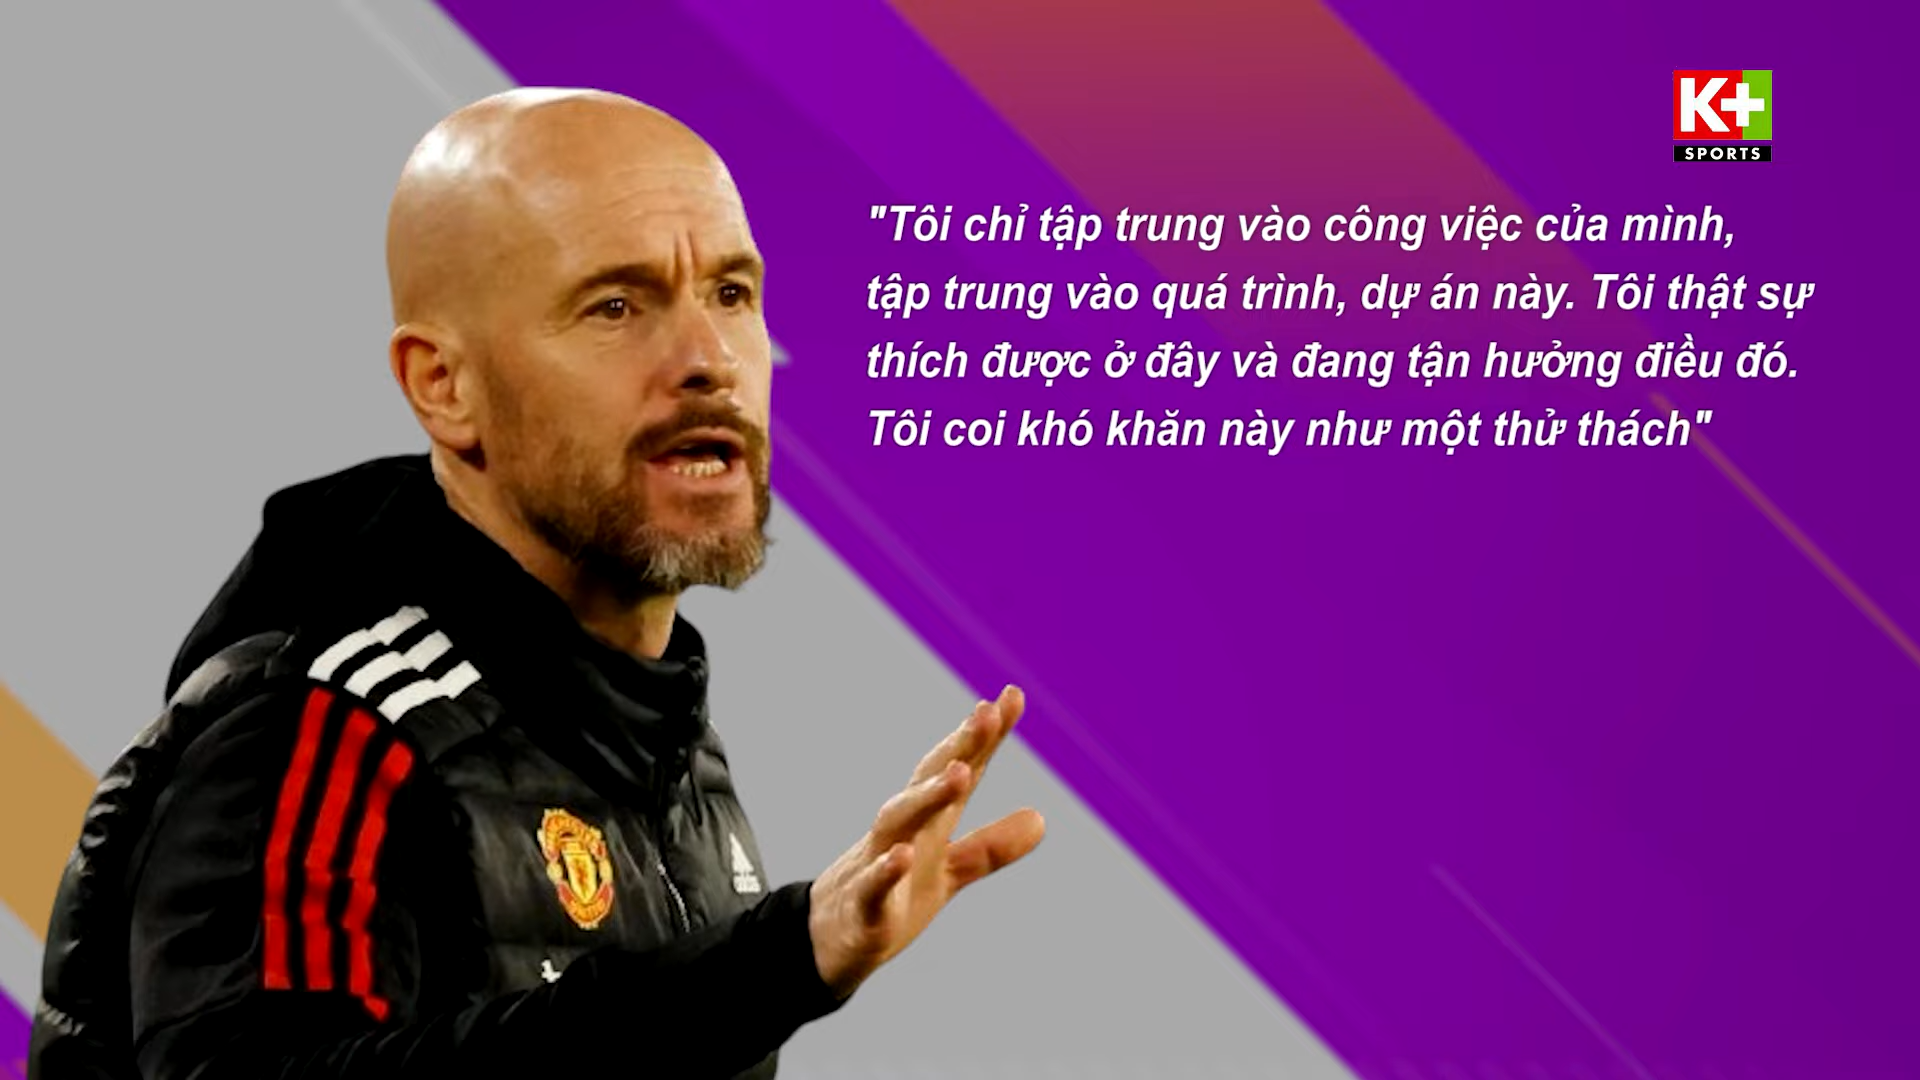 K+
SPORTS
"Tôi chỉ tập trung vào công việc của mình,
tập trung vào quá trình, dự án này. Tôi thật sự
thích được ở đây và đang tận hưởng điều đó.
Tôi coi khó khăn này như một thử thách"
adidas